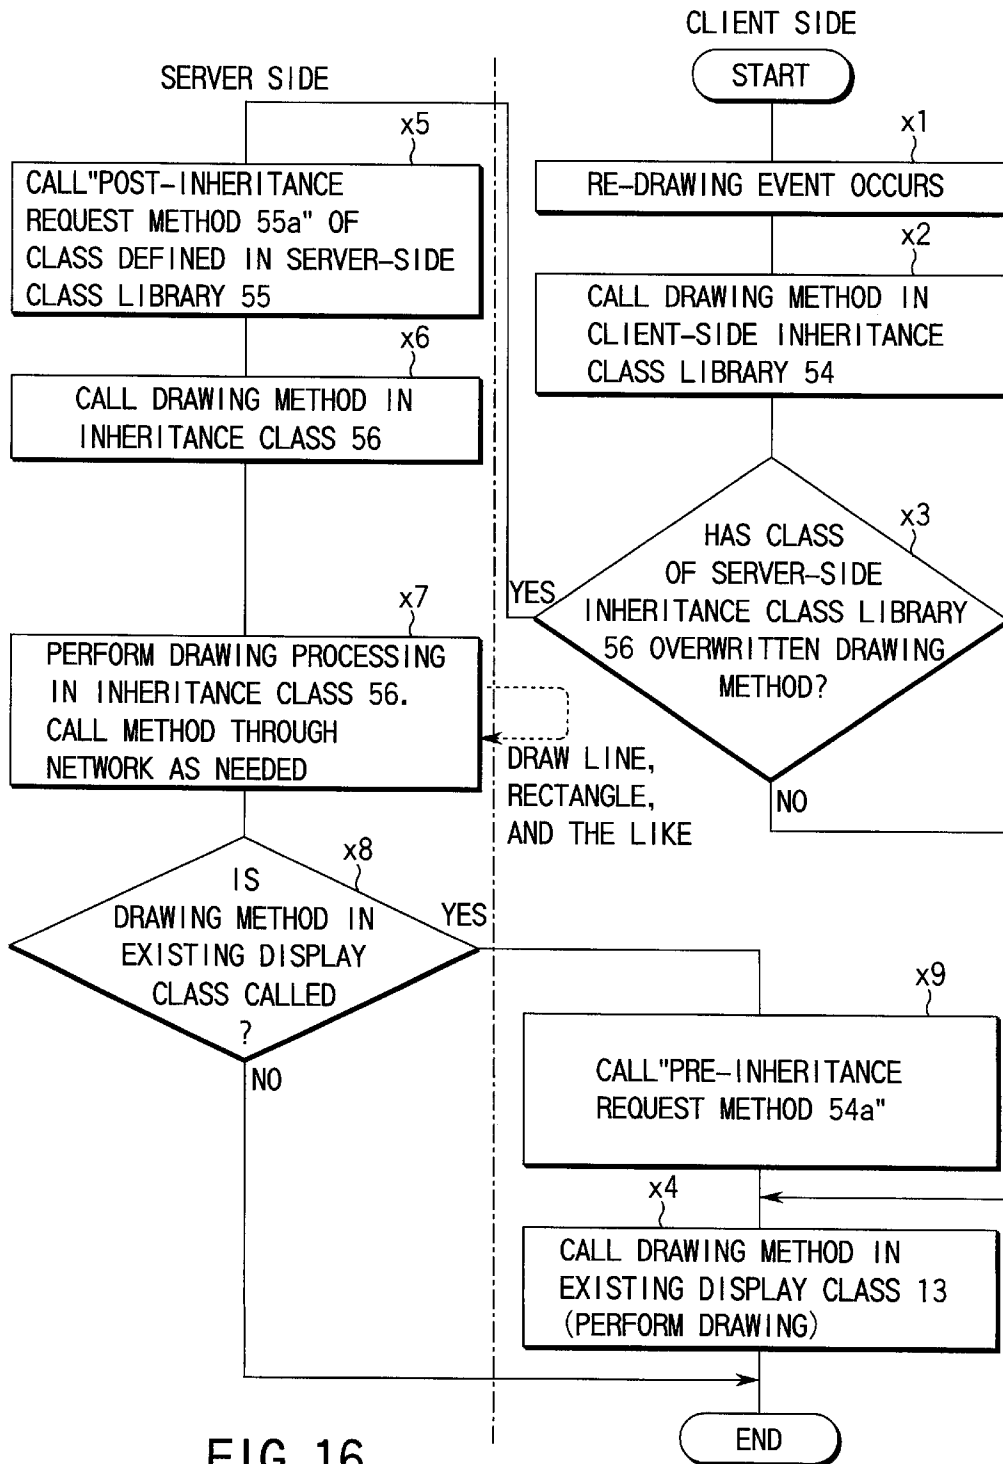 CLIENT SIDE
START
x1
RE-DRAWING EVENT OCCURS
x2
CALL DRAWING METHOD IN
CLIENT-SIDE INHERITANCE
CLASS LIBRARY 54
x3
HAS CLASS
OF SERVER-SIDE
INHERITANCE CLASS LIBRARY
56 OVERWRITTEN DRAWING
METHOD?
YES
NO
SERVER SIDE
x5
CALL"POST-INHERITANCE
REQUEST METHOD 55a" OF
CLASS DEFINED IN SERVER-SIDE
CLASS LIBRARY 55
x6
CALL DRAWING METHOD IN
INHERITANCE CLASS 56
x7
PERFORM DRAWING PROCESSING
IN INHERITANCE CLASS 56.
CALL METHOD THROUGH
NETWORK AS NEEDED
DRAW LINE,
RECTANGLE,
AND THE LIKE
x8
IS
DRAWING METHOD IN
EXISTING DISPLAY
CLASS CALLED
?
YES
NO
x9
CALL"PRE-INHERITANCE
REQUEST METHOD 54a"
x4
CALL DRAWING METHOD IN
EXISTING DISPLAY CLASS 13
(PERFORM DRAWING)
END
FIG.16